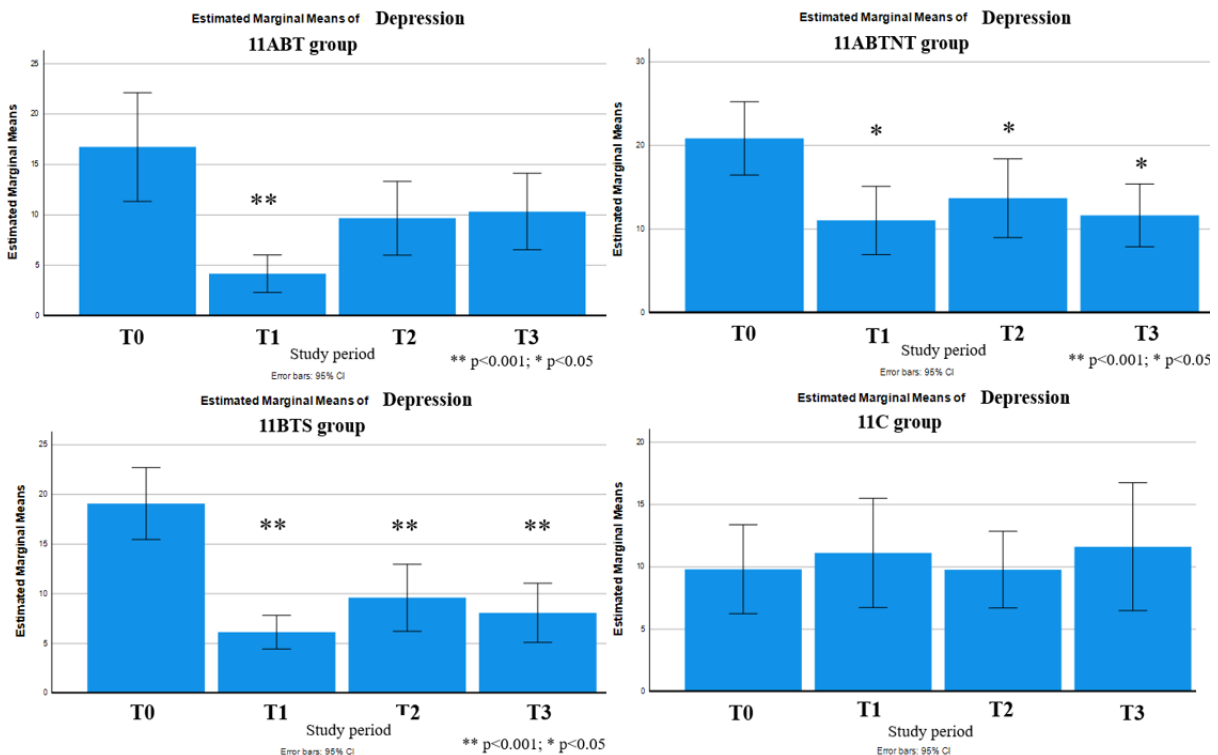 Estimated Marginal Means of Depression
11ABT group
Estimated Marginal Means
25
20
15
10
5
0
**
T0 T1 T2 T3
Study period
** p<0.001; * p<0.05
Error bars: 95% CI
Estimated Marginal Means of Depression
11ABTNT group
Estimated Marginal Means
30
20
10
0
* * *
T0 T1 T2 T3
Study period
** p<0.001; * p<0.05
Error bars: 95% CI
Estimated Marginal Means of Depression
11BTS group
Estimated Marginal Means
25
20
15
10
5
0
** ** **
T0 T1 T2 T3
Study period
** p<0.001; * p<0.05
Error bars: 95% CI
Estimated Marginal Means of Depression
11C group
Estimated Marginal Means
20
15
10
5
0
T0 T1 T2 T3
Study period
Error bars: 95% CI